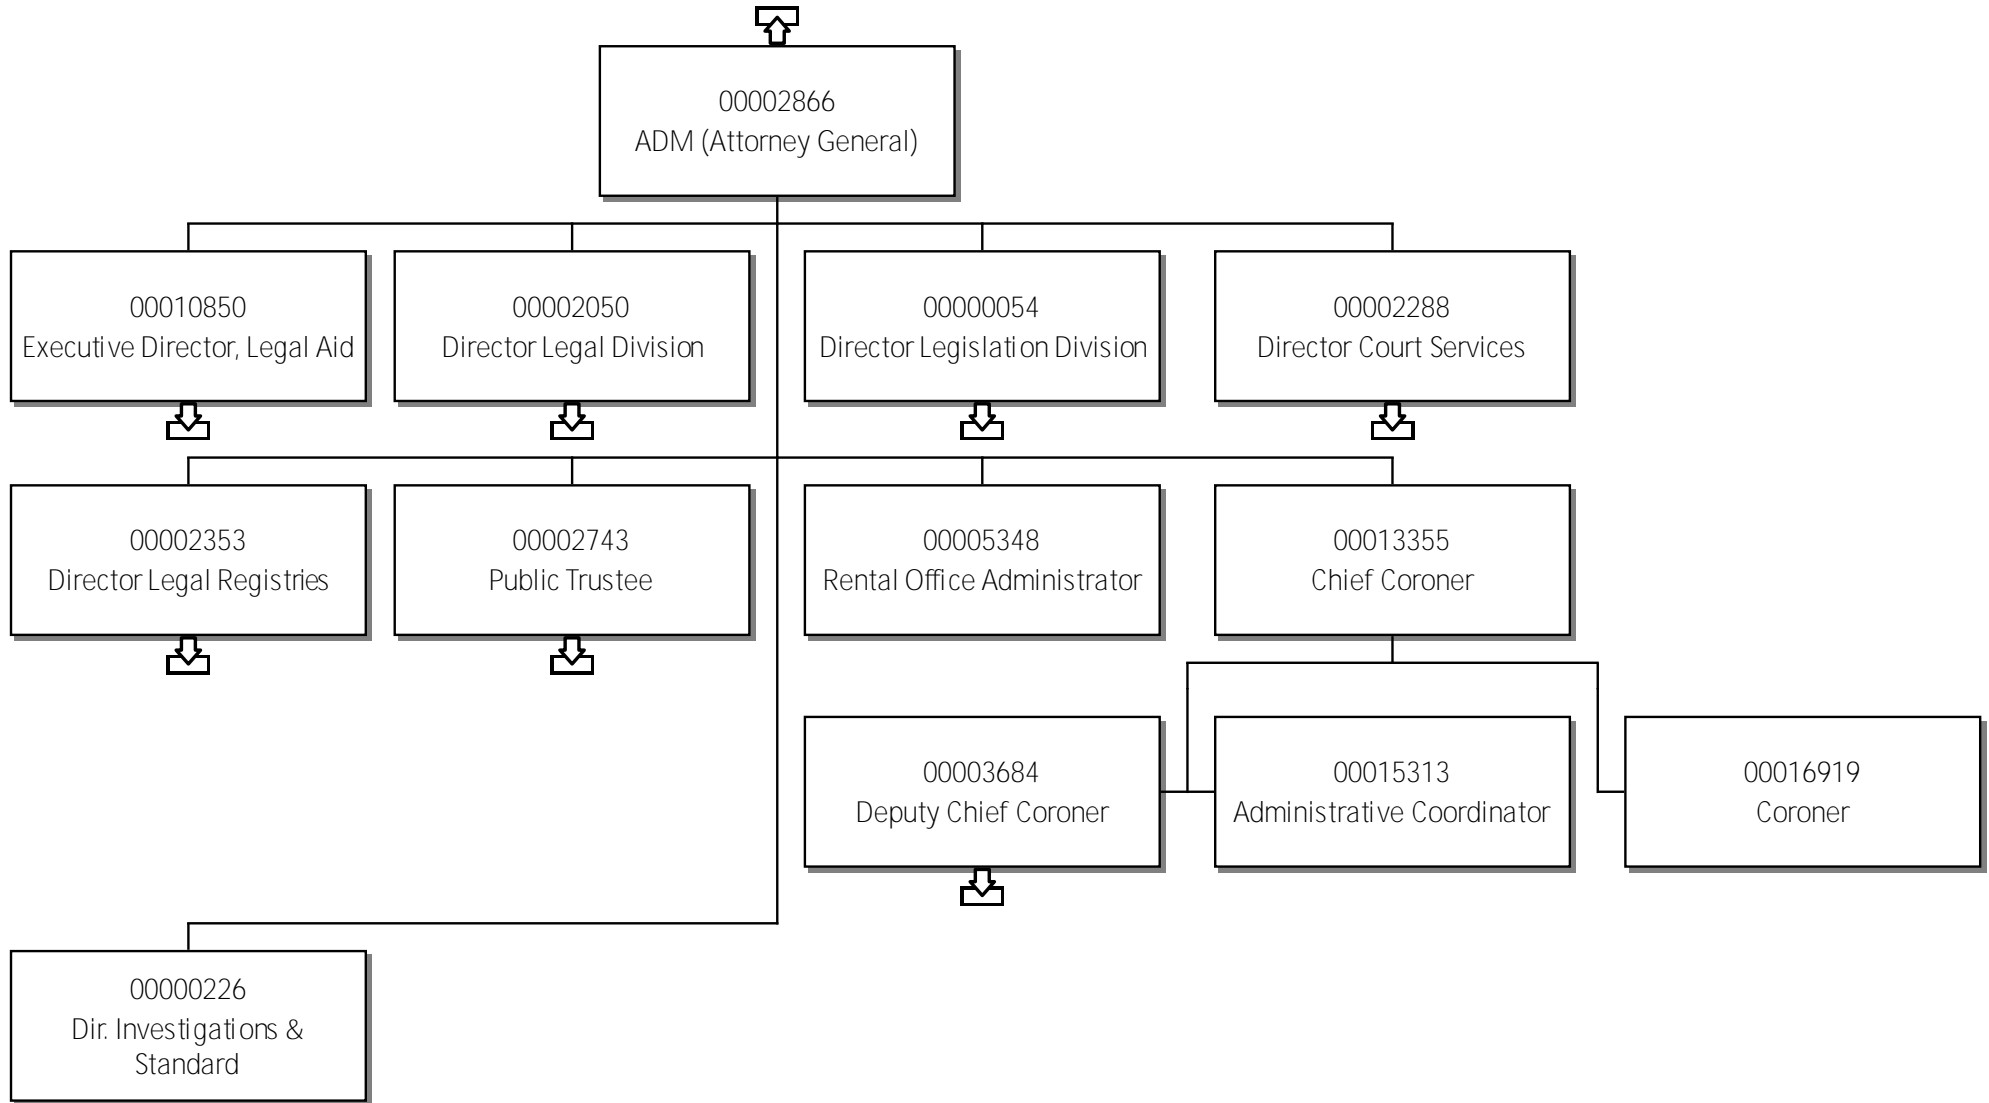 00002866
ADM (Attorney General)
00010850
Executive Director, Legal Aid
00002050
Director Legal Division
00000054
Director Legislation Division
00002288
Director Court Services
00002353
Director Legal Registries
00002743
Public Trustee
00005348
Rental Office Administrator
00013355
Chief Coroner
00003684
Deputy Chief Coroner
00015313
Administrative Coordinator
00016919
Coroner
00000226
Dir. Investigations &
Standard